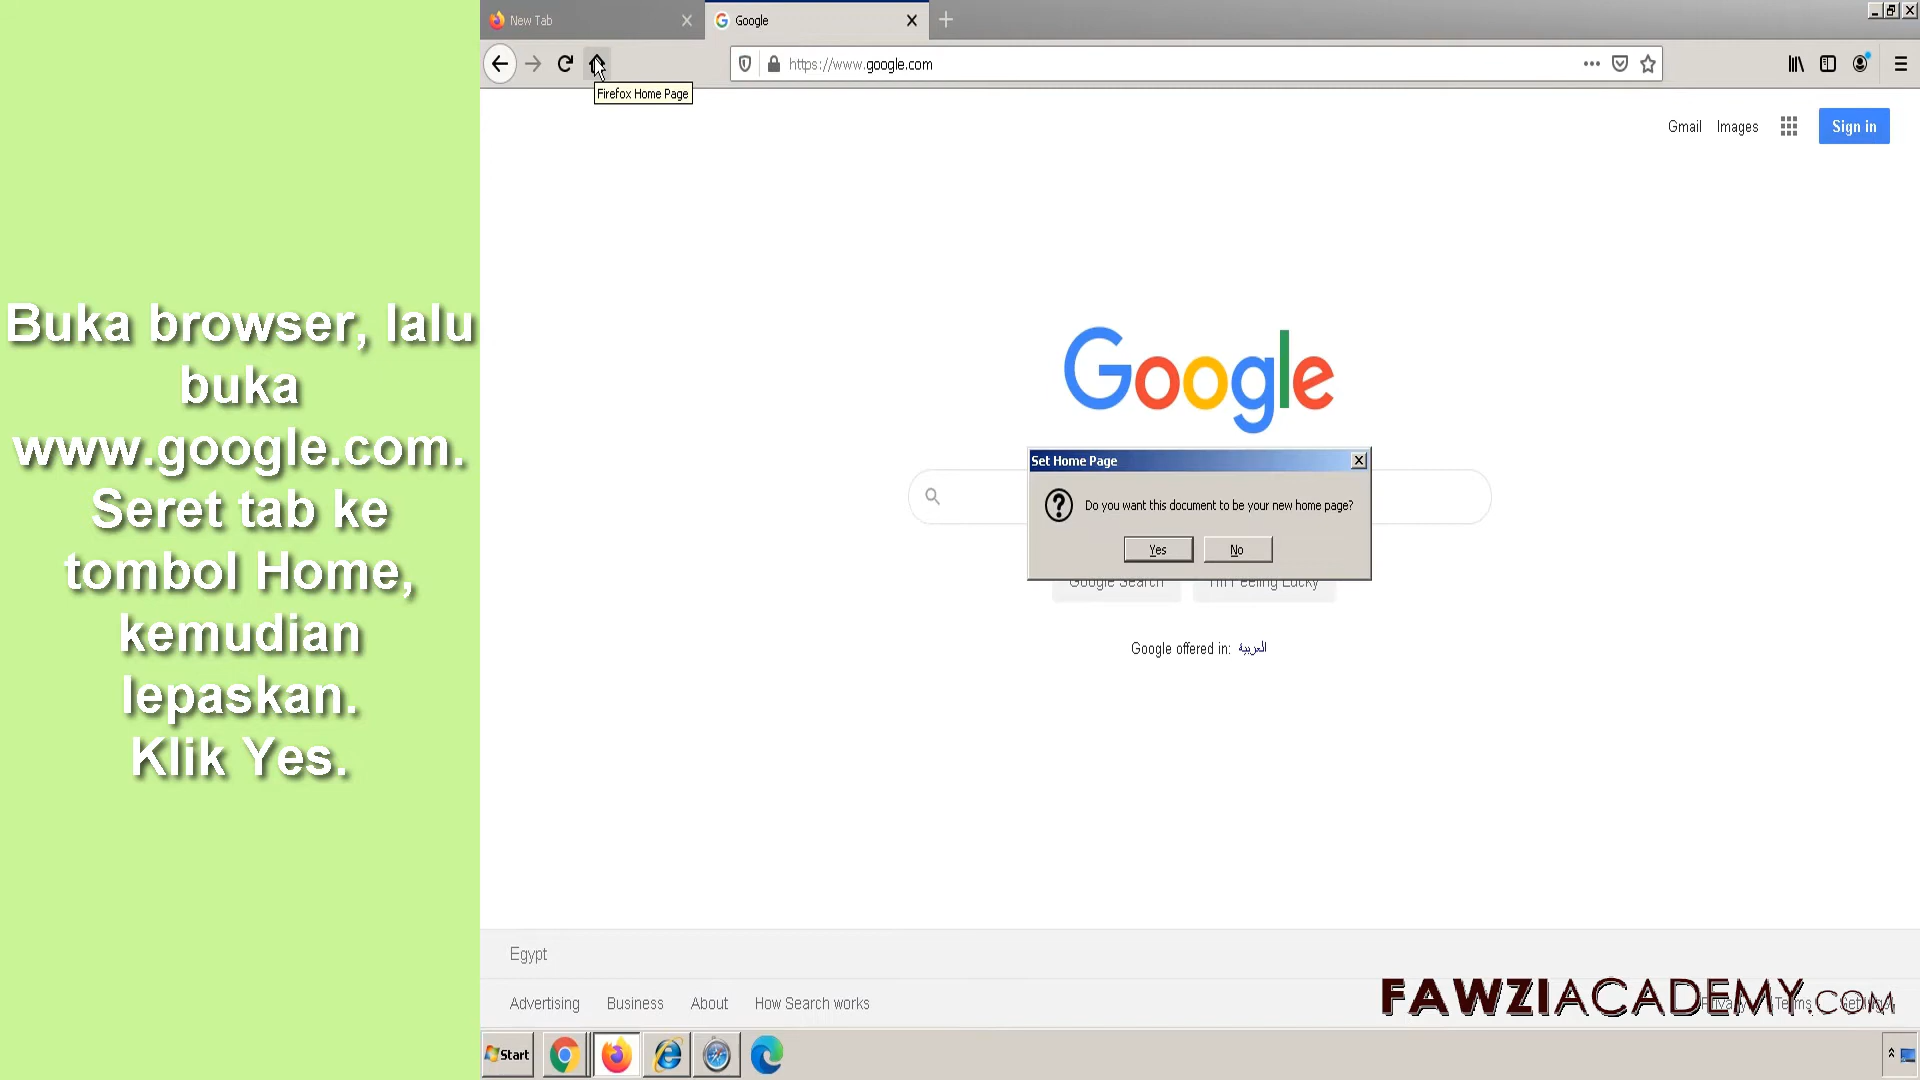 Buka browser, lalu
buka
www.google.com.
Seret tab ke
tombol Home,
kemudian
lepaskan.
Klik Yes.
New Tab
Google
https://www.google.com
Firefox Home Page
Gmail
Images
Sign in
Google
Set Home Page
Do you want this document to be your new home page?
Yes
No
Google Search
I'm Feeling Lucky
Google offered in: العربية
Egypt
Advertising
Business
About
How Search works
Privacy
Terms
Settings
FAWZIACADEMY.COM
Start